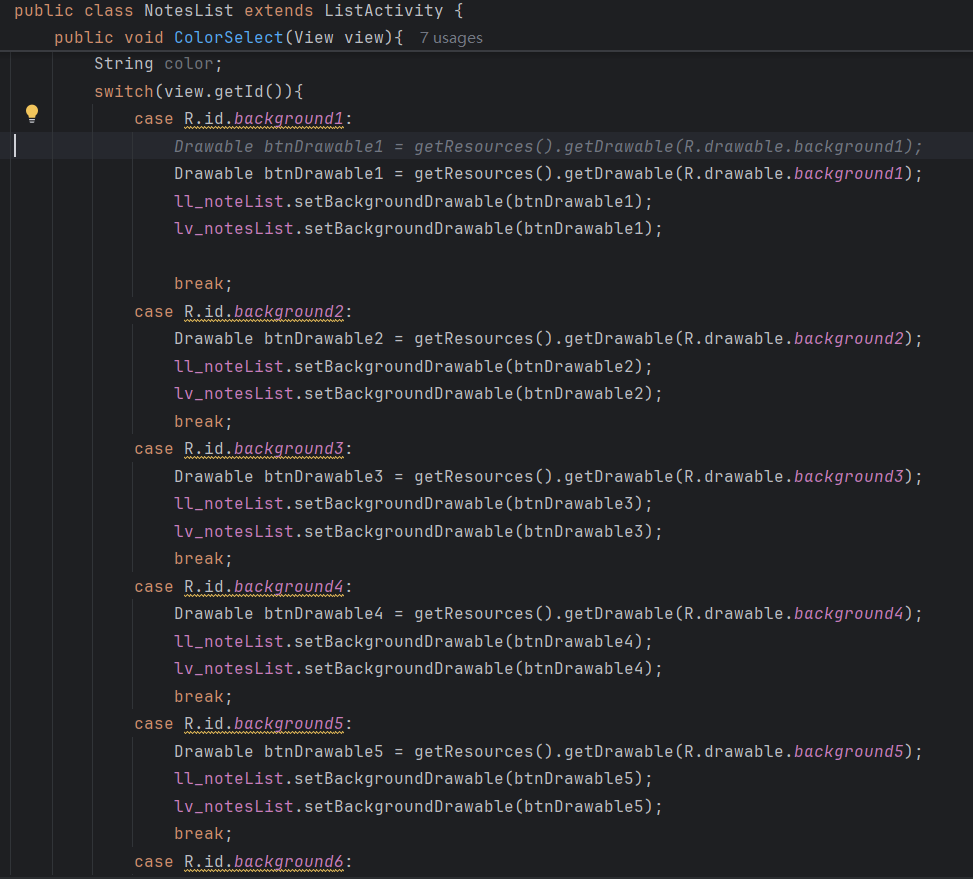 public class NotesList extends ListActivity {
    public void ColorSelect(View view){ 7 usages
        String color;
        switch(view.getId()){
            case R.id.background1:
                Drawable btnDrawable1 = getResources().getDrawable(R.drawable.background1);
                Drawable btnDrawable1 = getResources().getDrawable(R.drawable.background1);
                ll_noteList.setBackgroundDrawable(btnDrawable1);
                lv_notesList.setBackgroundDrawable(btnDrawable1);
                break;
            case R.id.background2:
                Drawable btnDrawable2 = getResources().getDrawable(R.drawable.background2);
                ll_noteList.setBackgroundDrawable(btnDrawable2);
                lv_notesList.setBackgroundDrawable(btnDrawable2);
                break;
            case R.id.background3:
                Drawable btnDrawable3 = getResources().getDrawable(R.drawable.background3);
                ll_noteList.setBackgroundDrawable(btnDrawable3);
                lv_notesList.setBackgroundDrawable(btnDrawable3);
                break;
            case R.id.background4:
                Drawable btnDrawable4 = getResources().getDrawable(R.drawable.background4);
                ll_noteList.setBackgroundDrawable(btnDrawable4);
                lv_notesList.setBackgroundDrawable(btnDrawable4);
                break;
            case R.id.background5:
                Drawable btnDrawable5 = getResources().getDrawable(R.drawable.background5);
                ll_noteList.setBackgroundDrawable(btnDrawable5);
                lv_notesList.setBackgroundDrawable(btnDrawable5);
                break;
            case R.id.background6: